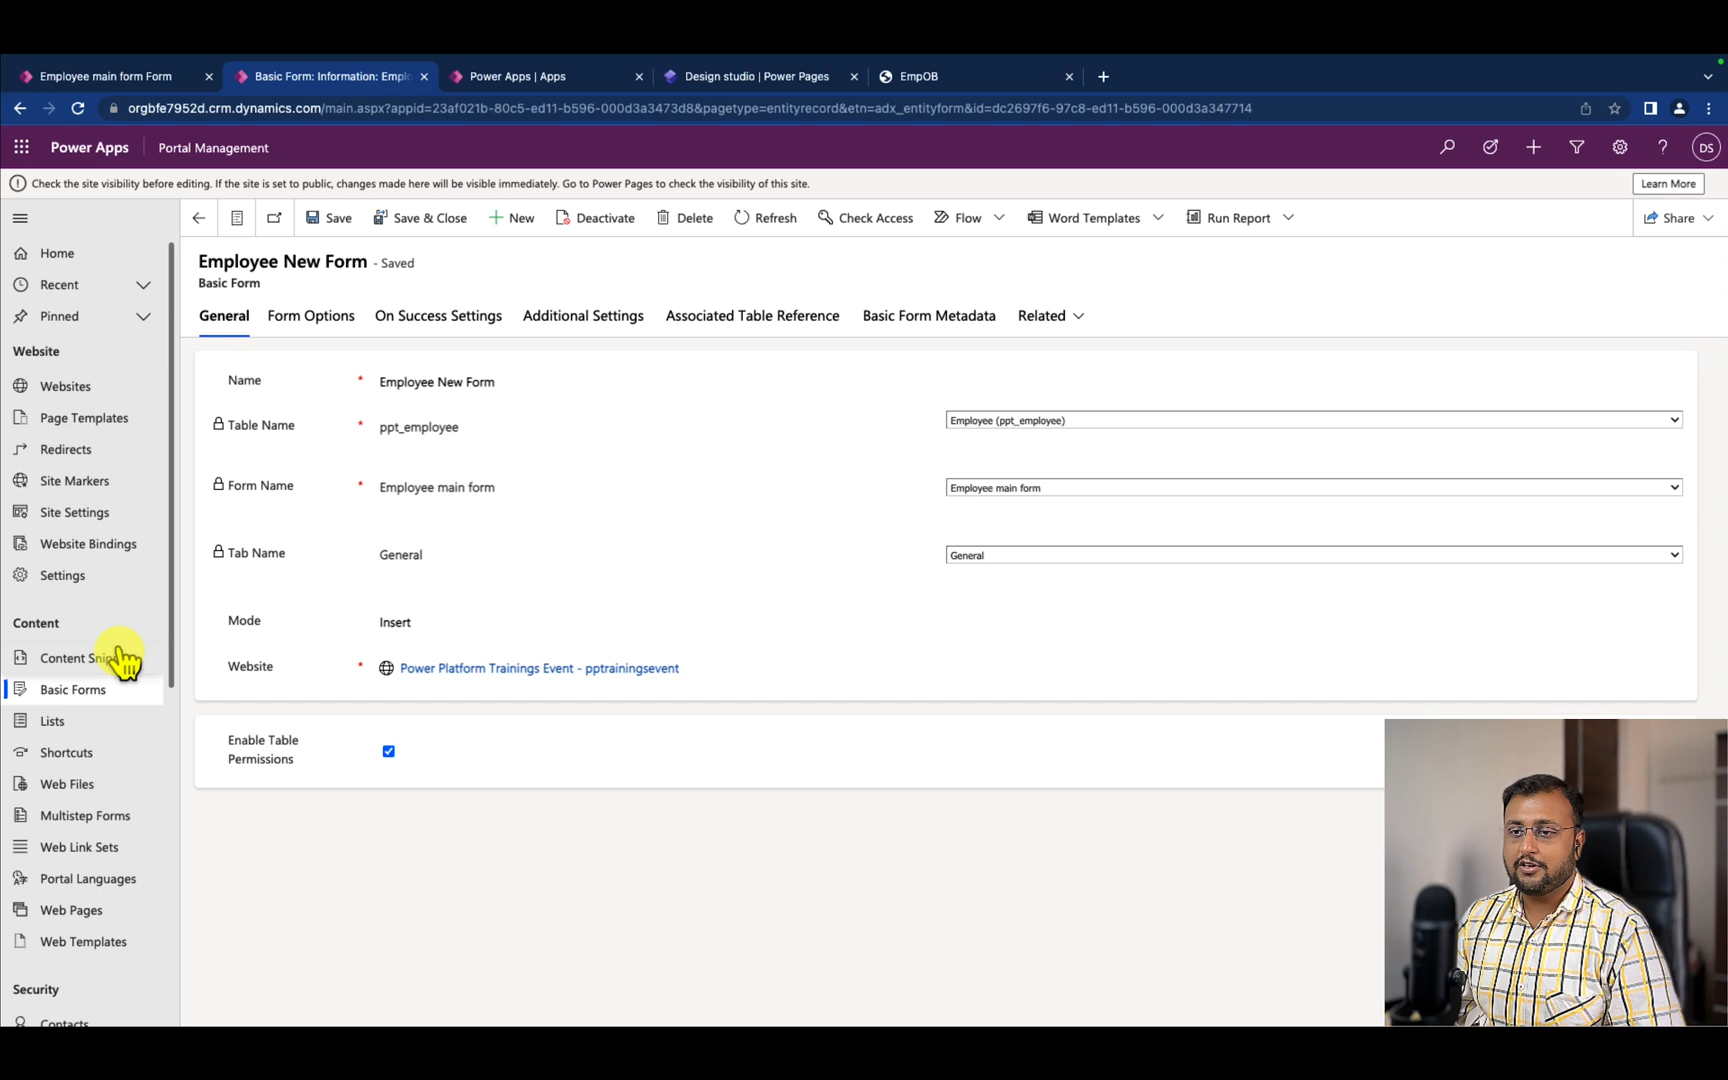 Employee main form Form
Basic Form: Information: Empl
Power Apps | Apps
Design studio | Power Pages
EmpOB
orgbfe7952d.crm.dynamics.com/main.aspx?appid=23af021b-80c5-ed11-b596-000d3a3473d8&pagetype=entityrecord&etn=adx_entityform&id=dc2697f6-97c8-ed11-b596-000d3a347714
Power Apps
Portal Management
DS
Check the site visibility before editing. If the site is set to public, changes made here will be visible immediately. Go to Power Pages to check the visibility of this site.
Learn More
Save
Save & Close
New
Deactivate
Delete
Refresh
Check Access
Flow
Word Templates
Run Report
Share
Home
Recent
Pinned
Website
Websites
Page Templates
Redirects
Site Markers
Site Settings
Website Bindings
Settings
Content
Content Snip
Basic Forms
Lists
Shortcuts
Web Files
Multistep Forms
Web Link Sets
Portal Languages
Web Pages
Web Templates
Security
Contacts
Employee New Form - Saved
Basic Form
General
Form Options
On Success Settings
Additional Settings
Associated Table Reference
Basic Form Metadata
Related
Name * Employee New Form
Table Name * ppt_employee Employee (ppt_employee)
Form Name * Employee main form Employee main form
Tab Name General General
Mode Insert
Website * Power Platform Trainings Event - pptrainingsevent
Enable Table
Permissions